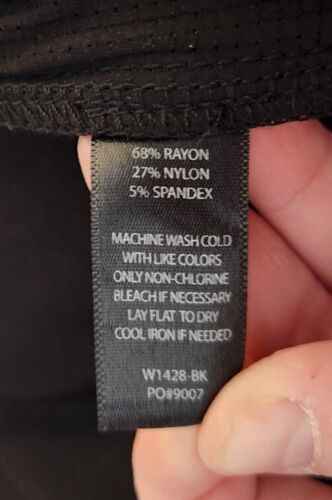 68% RAYON
27% NYLON
5% SPANDEX
MACHINE WASH COLD
WITH LIKE COLORS
ONLY NON-CHLORINE
BLEACH IF NECESSARY
LAY FLAT TO DRY
COOL IRON IF NEEDED
W1428-BK
PO#9007